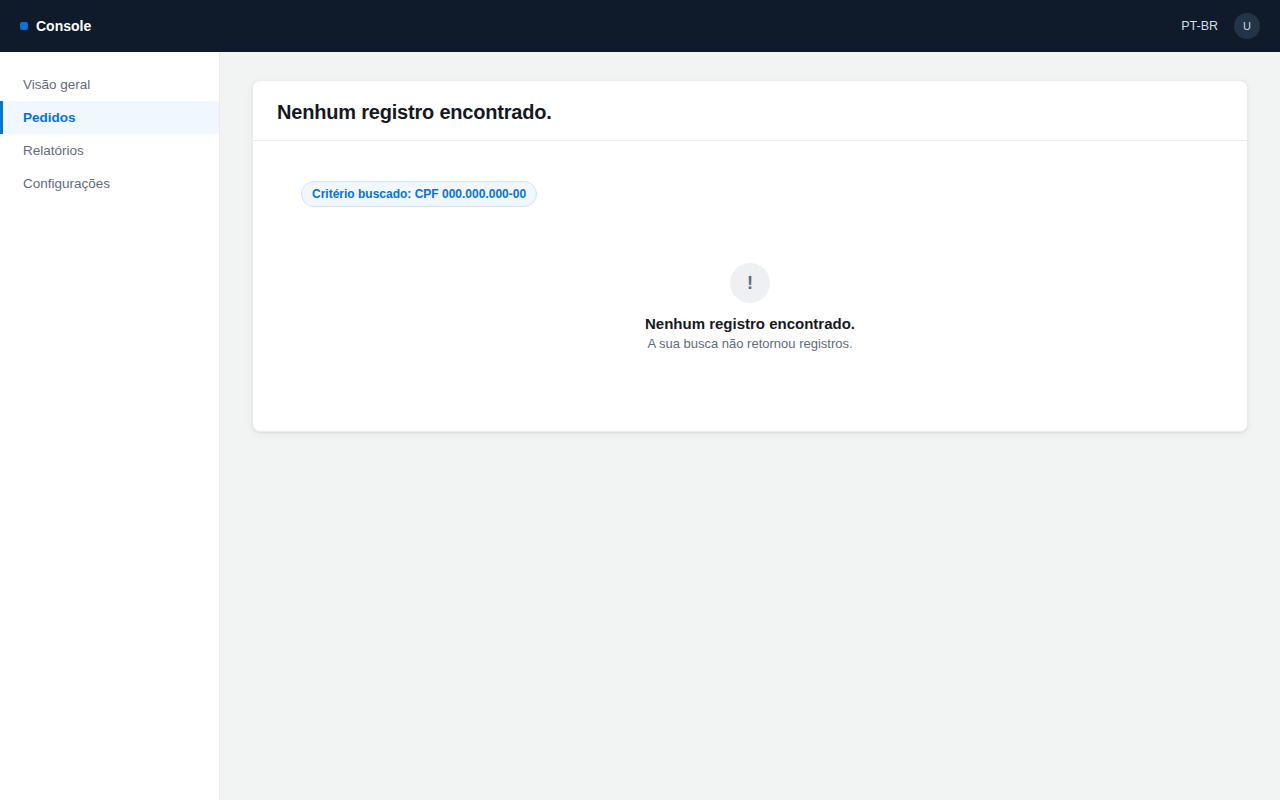 Console
PT-BR
U
Visão geral
Pedidos
Relatórios
Configurações
Nenhum registro encontrado.
Critério buscado: CPF 000.000.000-00
!
Nenhum registro encontrado.
A sua busca não retornou registros.